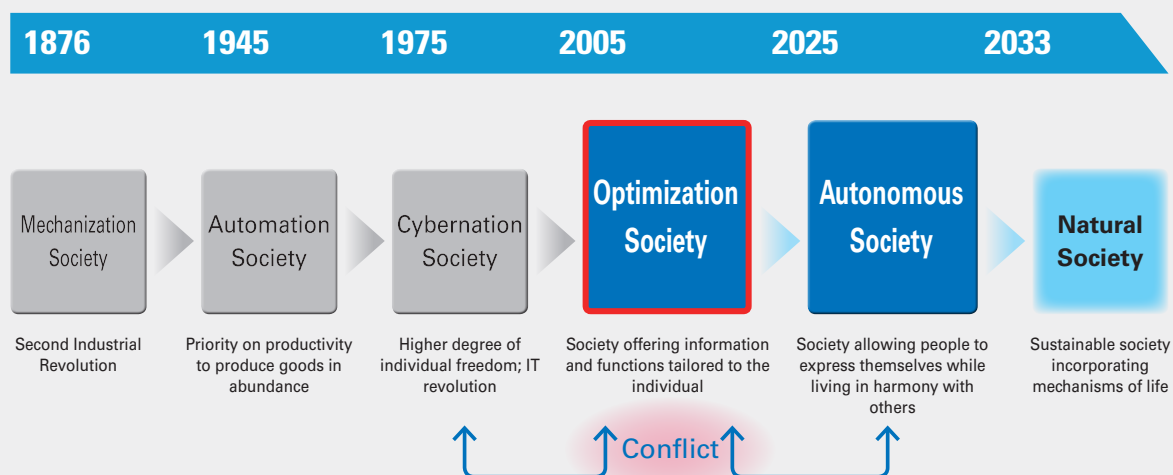 1876 1945 1975 2005 2025 2033
Mechanization
Society
Automation
Society
Cybernation
Society
Optimization
Society
Autonomous
Society
Natural
Society
Second Industrial
Revolution
Priority on productivity
to produce goods in
abundance
Higher degree of
individual freedom; IT
revolution
Society offering information
and functions tailored to the
individual
Society allowing people to
express themselves while
living in harmony with
others
Sustainable society
incorporating
mechanisms of life
Conflict